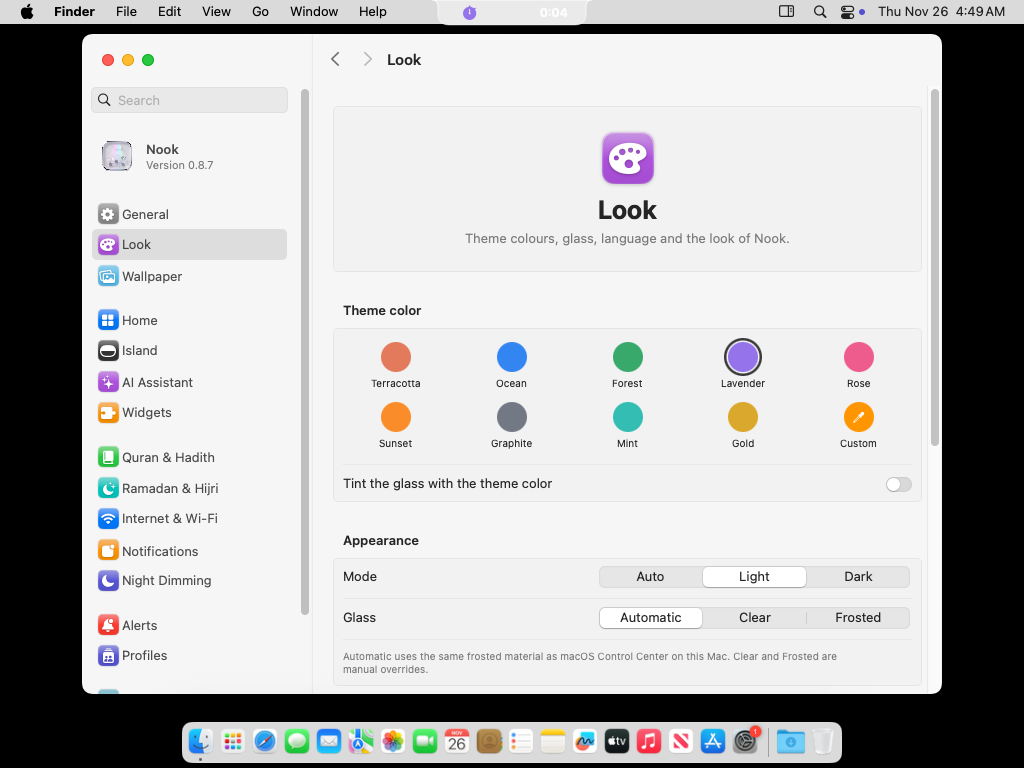 Finder File Edit View Go Window Help 0:04 Thu Nov 26 4:49 AM
Search
Nook
Version 0.8.7
General
Look
Wallpaper
Home
Island
AI Assistant
Widgets
Quran & Hadith
Ramadan & Hijri
Internet & Wi-Fi
Notifications
Night Dimming
Alerts
Profiles
Look
Look
Theme colours, glass, language and the look of Nook.
Theme color
Terracotta Ocean Forest Lavender Rose
Sunset Graphite Mint Gold Custom
Tint the glass with the theme color
Appearance
Mode Auto Light Dark
Glass Automatic Clear Frosted
Automatic uses the same frosted material as macOS Control Center on this Mac. Clear and Frosted are
manual overrides.
NOV
26
tv
1